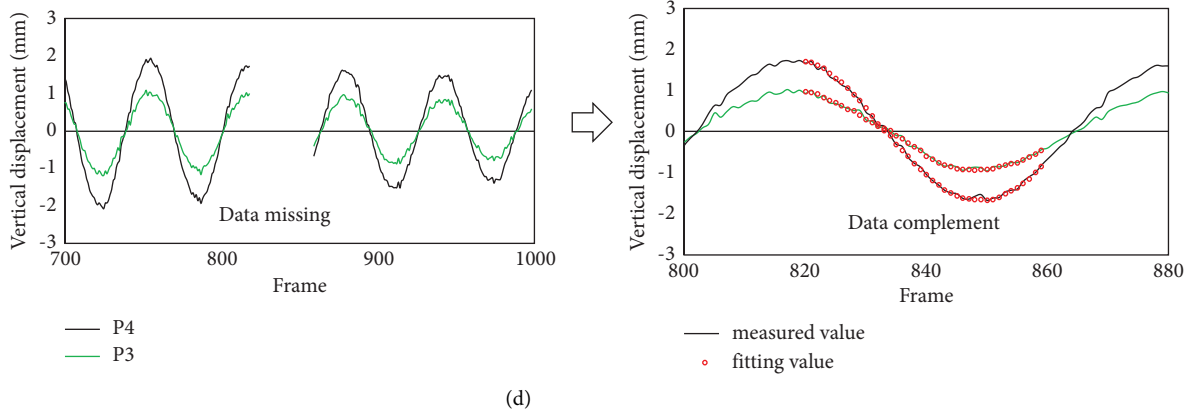 Vertical displacement (mm)
3
2
1
0
-1
-2
-3
Data missing
700
800
900
1000
Frame
P4
P3
Vertical displacement (mm)
3
2
1
0
-1
-2
-3
Data complement
800
820
840
860
880
Frame
measured value
fitting value
(d)